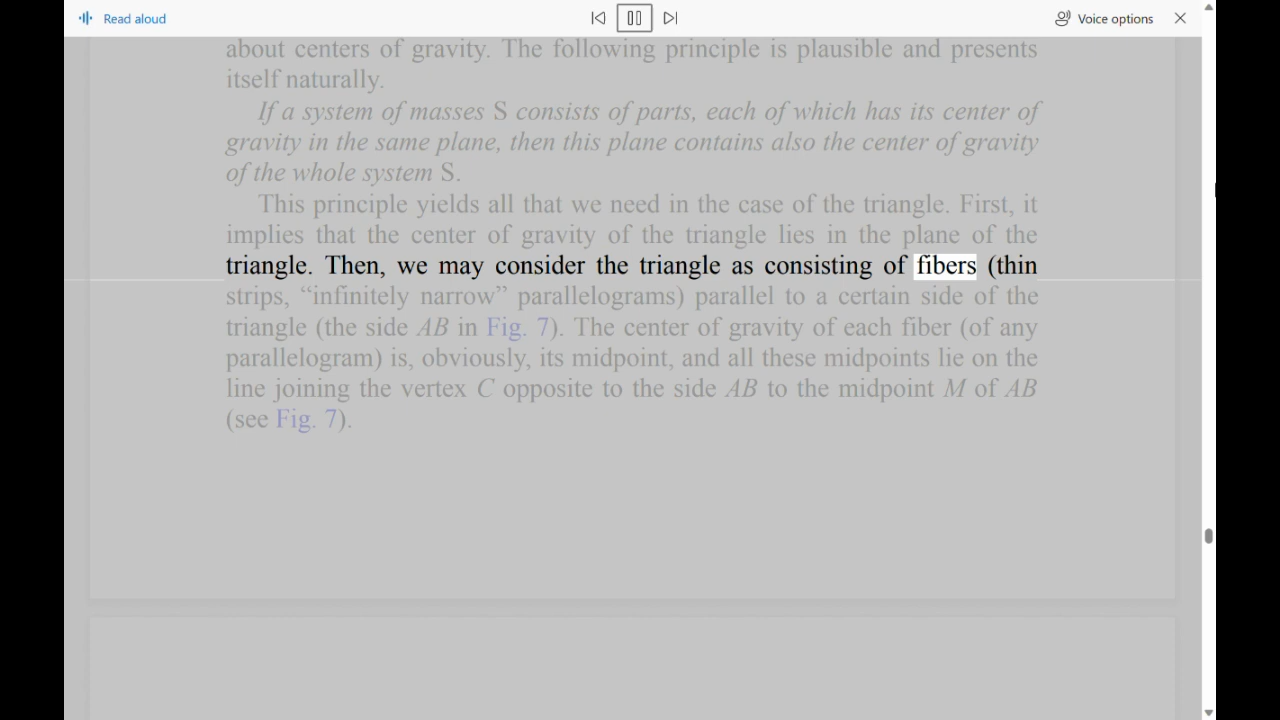 Read aloud
Voice options
about centers of gravity. The following principle is plausible and presents
itself naturally.
If a system of masses S consists of parts, each of which has its center of
gravity in the same plane, then this plane contains also the center of gravity
of the whole system S.
This principle yields all that we need in the case of the triangle. First, it
implies that the center of gravity of the triangle lies in the plane of the
triangle. Then, we may consider the triangle as consisting of fibers (thin
strips, “infinitely narrow” parallelograms) parallel to a certain side of the
triangle (the side AB in Fig. 7). The center of gravity of each fiber (of any
parallelogram) is, obviously, its midpoint, and all these midpoints lie on the
line joining the vertex C opposite to the side AB to the midpoint M of AB
(see Fig. 7).